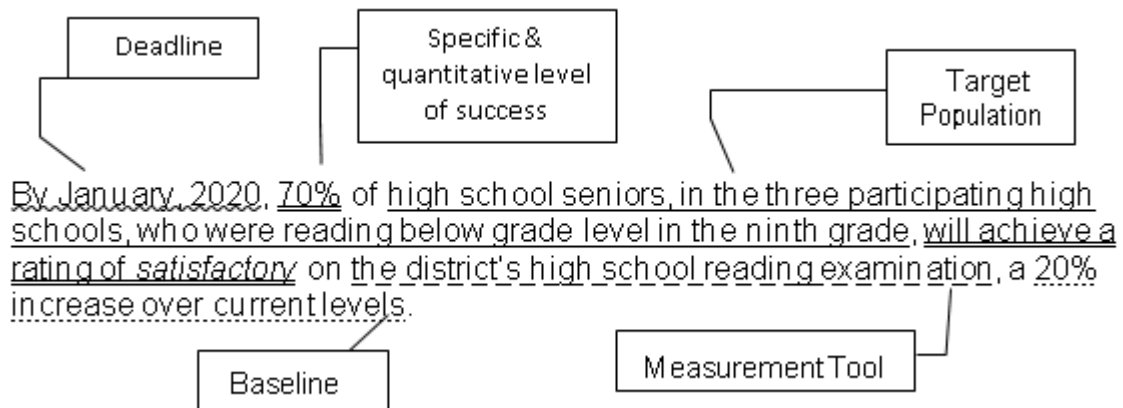 Deadline
Specific &
quantitative level
of success
Target
Population
By January, 2020, 70% of high school seniors, in the three participating high
schools, who were reading below grade level in the ninth grade, will achieve a
rating of satisfactory on the district's high school reading examination, a 20%
increase over current levels.
Baseline
Measurement Tool